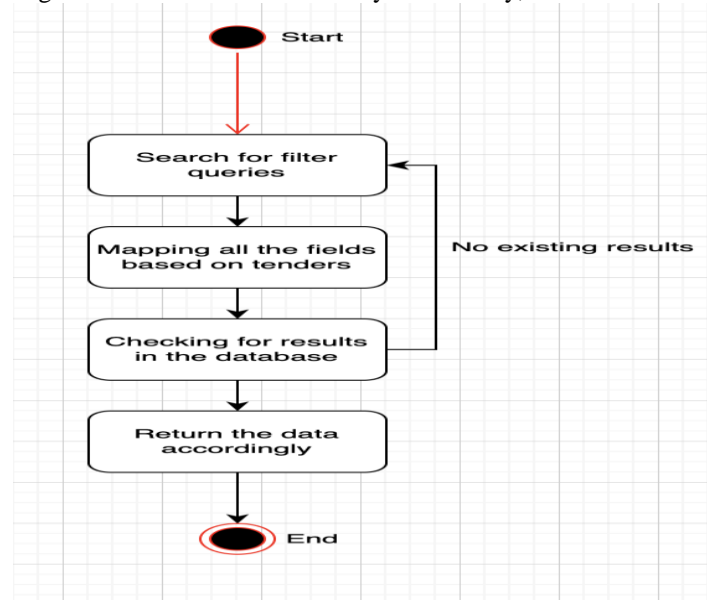 Start
Search for filter
queries
Mapping all the fields
based on tenders
No existing results
Checking for results
in the database
Return the data
accordingly
End